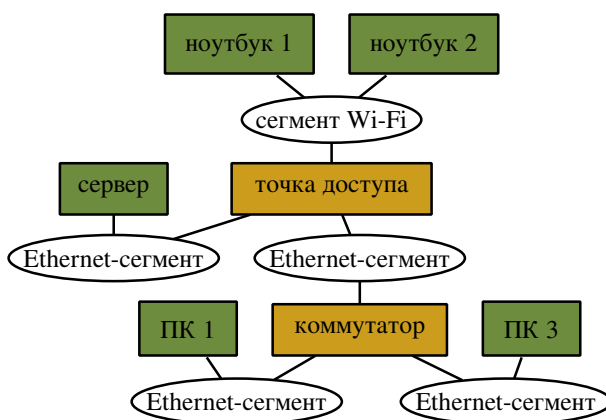 ноутбук 1
ноутбук 2
сегмент Wi-Fi
сервер
точка доступа
Ethernet-сегмент
Ethernet-сегмент
ПК 1
коммутатор
ПК 3
Ethernet-сегмент
Ethernet-сегмент